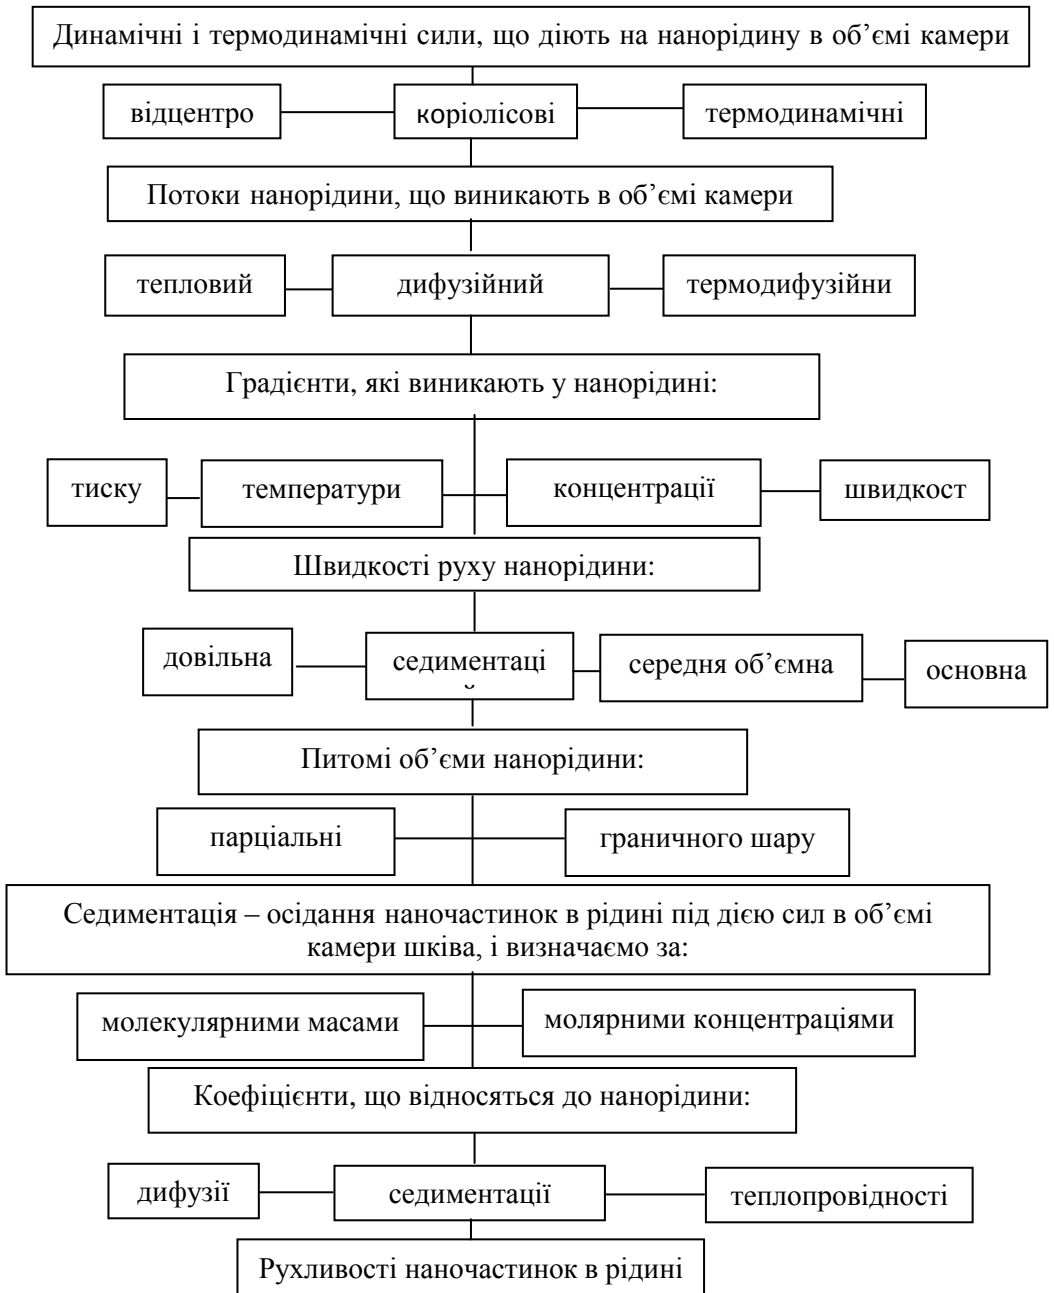 Динамічні і термодинамічні сили, що діють на нанорідину в об’ємі камери
відцентро
коріолісові
термодинамічні
Потоки нанорідини, що виникають в об’ємі камери
тепловий
дифузійний
термодифузійни
Градієнти, які виникають у нанорідині:
тиску
температури
концентрації
швидкост
Швидкості руху нанорідини:
довільна
седиментаці
середня об’ємна
основна
Питомі об’єми нанорідини:
парціальні
граничного шару
Седиментація – осідання наночастинок в рідині під дією сил в об’ємі
камери шківа, і визначаємо за:
молекулярними масами
молярними концентраціями
Коефіцієнти, що відносяться до нанорідини:
дифузії
седиментації
теплопровідності
Рухливості наночастинок в рідині